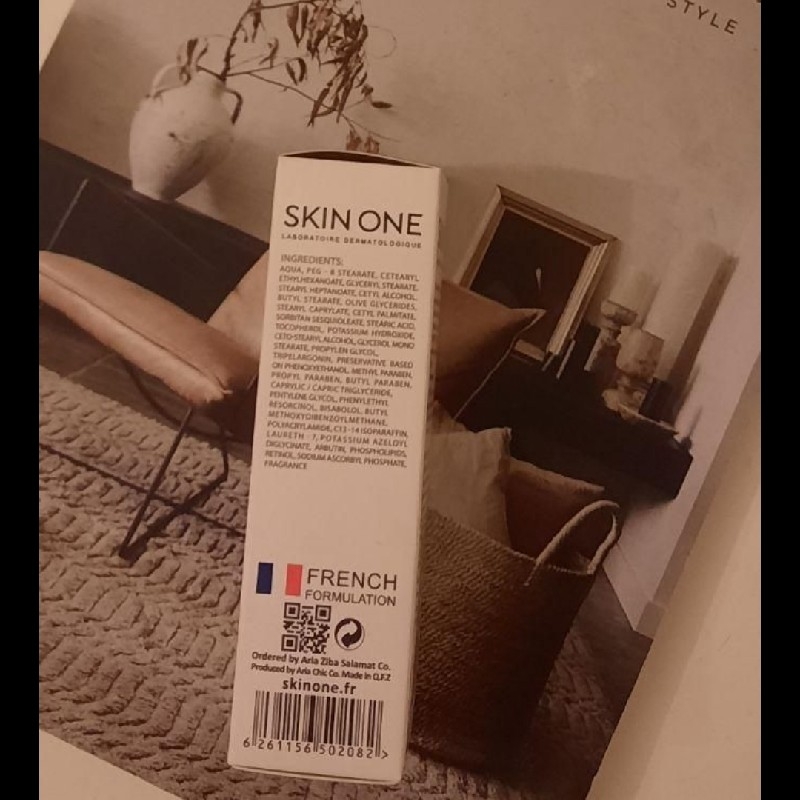 STYLE
SKIN ONE
LABORATOIRE DERMATOLOGIQUE
INGREDIENTS:
AQUA, PEG - 8 STEARATE, CETEARYL
ETHYLHEXANOATE, GLYCERYL STEARATE,
STEARYL HEPTANOATE, CETYL ALCOHOL,
BUTYL STEARATE, OLIVE GLYCERIDES,
STEARYL CAPRYLATE, CETYL PALMITATE,
SORBITAN SESQUIOLEATE, STEARIC ACID,
TOCOPHEROL, POTASSIUM HYDROXIDE,
CETO-STEARYL ALCOHOL, GLYCEROL MONO
STEARATE, PROPYLEN GLYCOL,
TRIPELARGONIN, PRESERVATIVE BASED
ON PHENOXYETHANOL, METHYL PARABEN,
PROPYL PARABEN, BUTYL PARABEN,
CAPRYLIC / CAPRIC TRIGLYCERIDE,
PENTYLENE GLYCOL, PHENYLETHYL
RESORCINOL, BISABOLOL, BUTYL
METHOXYDIBENZOYLMETHANE,
POLYACRYLAMIDE, C13 - 14 ISOPARAFFIN,
LAURETH - 7, POTASSIUM AZELOYL
DIGLYCINATE, ARBUTIN, PHOSPHOLIPIDS,
RETINOL, SODIUM ASCORBYL PHOSPHATE,
FRAGRANCE
FRENCH
FORMULATION
Ordered by Aria Ziba Salamat Co.
Produced by Aria Chic Co. Made in G.F.Z
skinone.fr
6 261156 502082 >